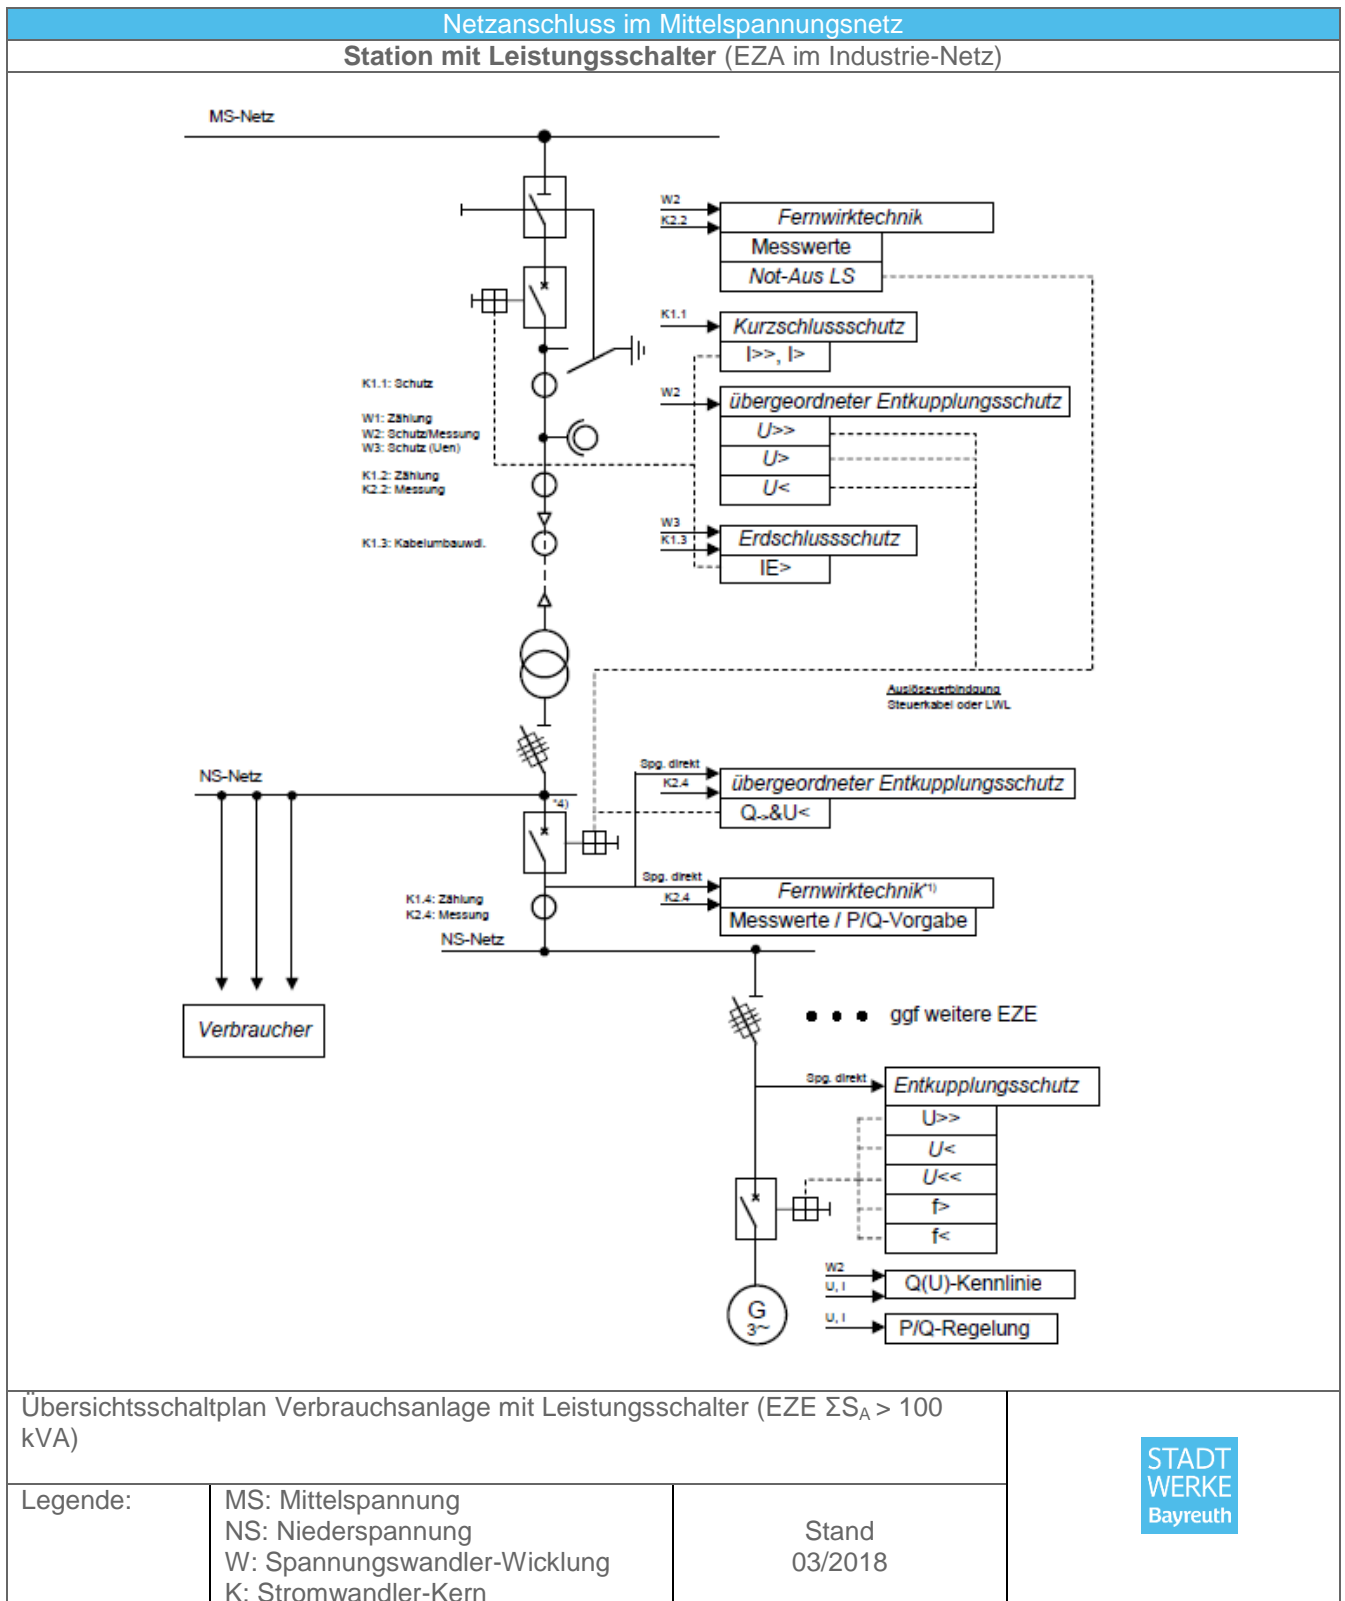 Netzanschluss im Mittelspannungsnetz
Station mit Leistungsschalter (EZA im Industrie-Netz)
MS-Netz
W2
K2.2
Fernwirktechnik
Messwerte
Not-Aus LS
K1.1
Kurzschlussschutz
I>>, I>
K1.1: Schutz
W2
übergeordneter Entkupplungsschutz
U>>
U>
U<
W1: Zählung
W2: Schutz/Messung
W3: Schutz (Uen)
K1.2: Zählung
K2.2: Messung
W3
K1.3
Erdschlussschutz
IE>
K1.3: Kabelumbauwdl.
Auslöseverbindung
Steuerkabel oder LWL
NS-Netz
*4)
Spg. direkt
K2.4
übergeordneter Entkupplungsschutz
Q->&U<
Spg. direkt
K2.4
Fernwirktechnik*1)
Messwerte / P/Q-Vorgabe
K1.4: Zählung
K2.4: Messung
NS-Netz
Verbraucher
ggf weitere EZE
Spg. direkt
Entkupplungsschutz
U>>
U<
U<<
f>
f<
W2
U, I
Q(U)-Kennlinie
U, I
P/Q-Regelung
G
3~
Übersichtsschaltplan Verbrauchsanlage mit Leistungsschalter (EZE ΣSA > 100
kVA)
STADT
WERKE
Bayreuth
Legende:
MS: Mittelspannung
NS: Niederspannung
W: Spannungswandler-Wicklung
K: Stromwandler-Kern
Stand
03/2018